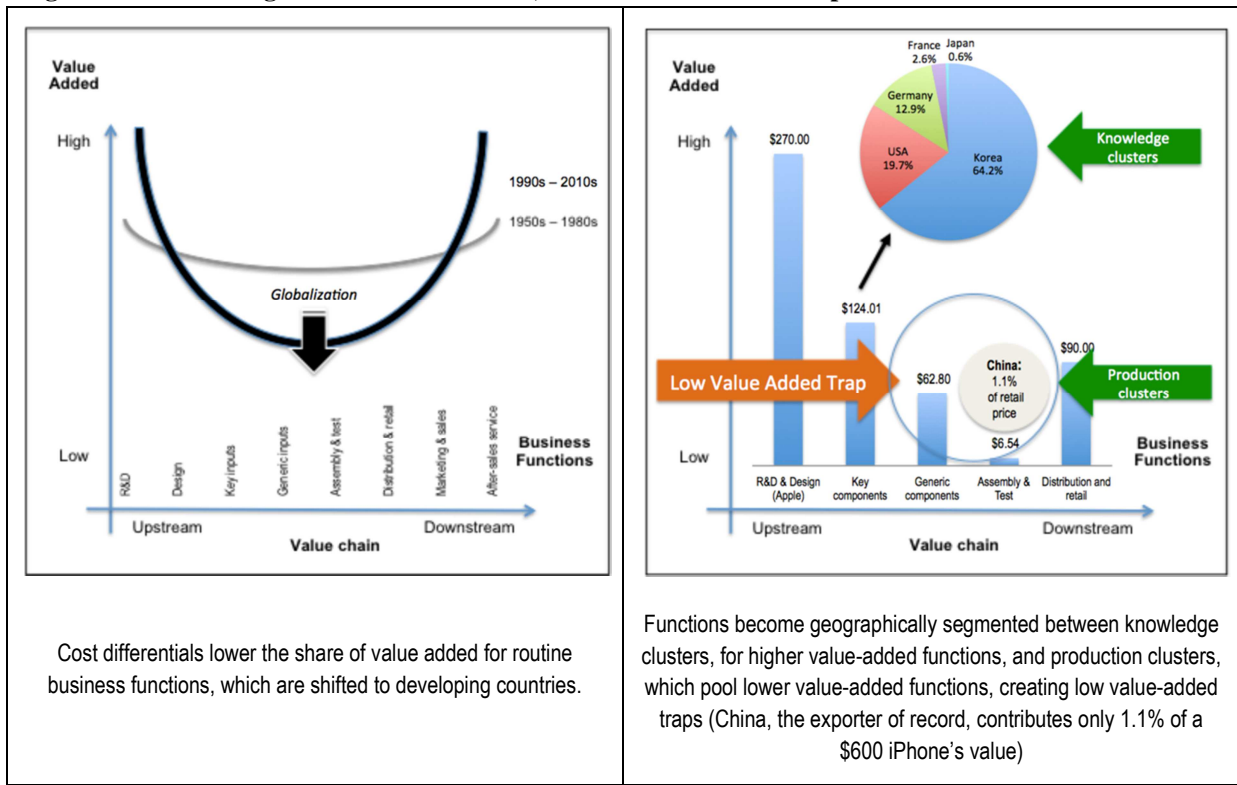 Value
Added
High
Low
1990s – 2010s
1950s – 1980s
Globalization
R&D
Design
Key inputs
Generic inputs
Assembly & test
Distribution & retail
Marketing & sales
After-sales service
Business
Functions
Upstream
Downstream
Value chain
Cost differentials lower the share of value added for routine
business functions, which are shifted to developing countries.
Value
Added
High
Low
France
2.6%
Japan
0.6%
Germany
12.9%
USA
19.7%
Korea
64.2%
Knowledge
clusters
$270.00
$124.01
$62.80
$6.54
$90.00
Low Value Added Trap
China:
1.1%
of retail
price
Production
clusters
Business
Functions
R&D & Design
(Apple)
Key
components
Generic
components
Assembly &
Test
Distribution and
retail
Upstream
Downstream
Value chain
Functions become geographically segmented between knowledge
clusters, for higher value-added functions, and production clusters,
which pool lower value-added functions, creating low value-added
traps (China, the exporter of record, contributes only 1.1% of a
$600 iPhone's value)